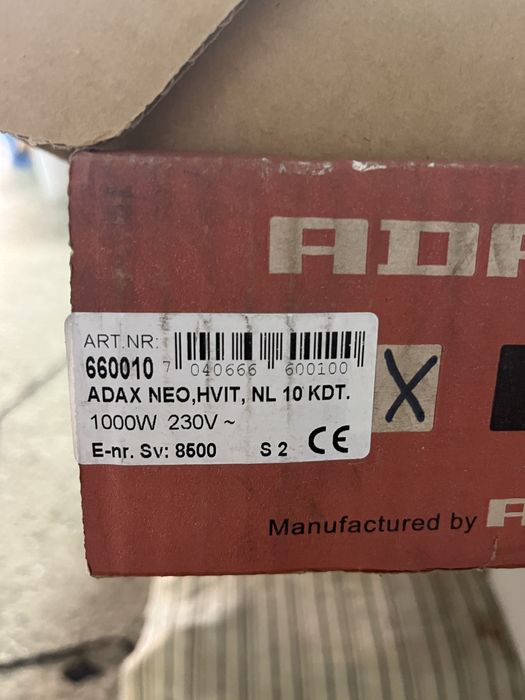 ADA
ART.NR:
660010
7 040666 600100
ADAX NEO,HVIT, NL 10 KDT.
1000W 230V ~
E-nr. Sv: 8500 S 2 CE
X
Manufactured by A